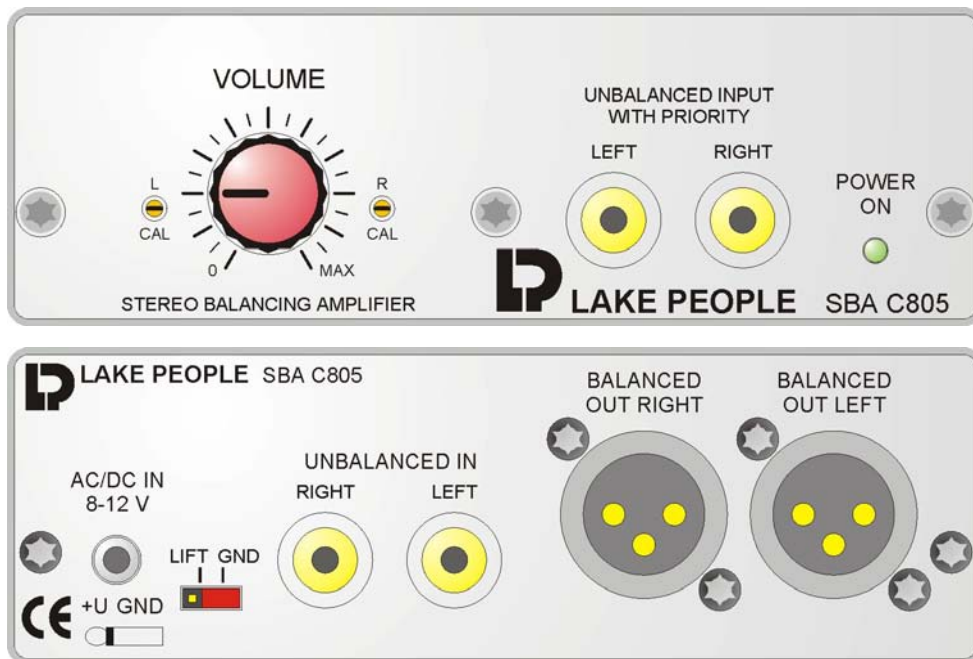 VOLUME
L
CAL
R
CAL
0
MAX
STEREO BALANCING AMPLIFIER
UNBALANCED INPUT
WITH PRIORITY
LEFT
RIGHT
POWER
ON
LP LAKE PEOPLE
SBA C805
LP LAKE PEOPLE SBA C805
AC/DC IN
8-12 V
+U GND
CE
LIFT GND
UNBALANCED IN
RIGHT
LEFT
BALANCED
OUT RIGHT
BALANCED
OUT LEFT